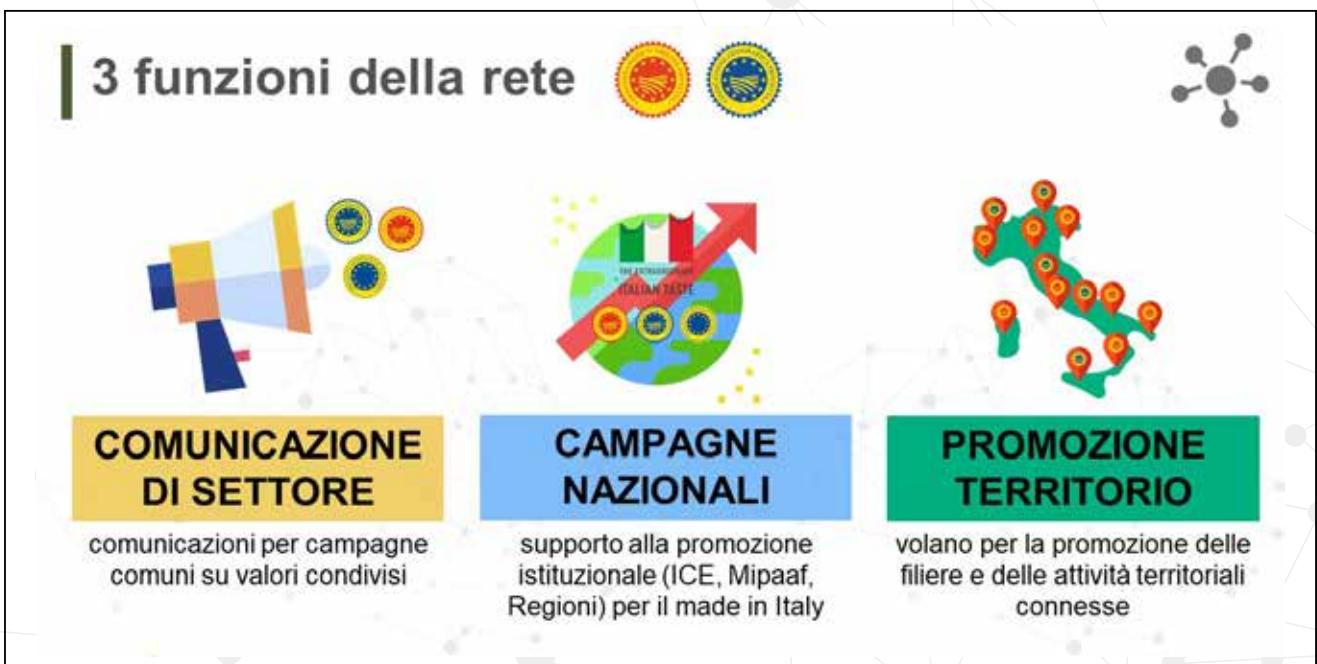 3 funzioni della rete
THE EXTRAORDINARY
ITALIAN TASTE
COMUNICAZIONE
DI SETTORE
comunicazioni per campagne
comuni su valori condivisi
CAMPAGNE
NAZIONALI
supporto alla promozione
istituzionale (ICE, Mipaaf,
Regioni) per il made in Italy
PROMOZIONE
TERRITORIO
volano per la promozione delle
filiere e delle attività territoriali
connesse